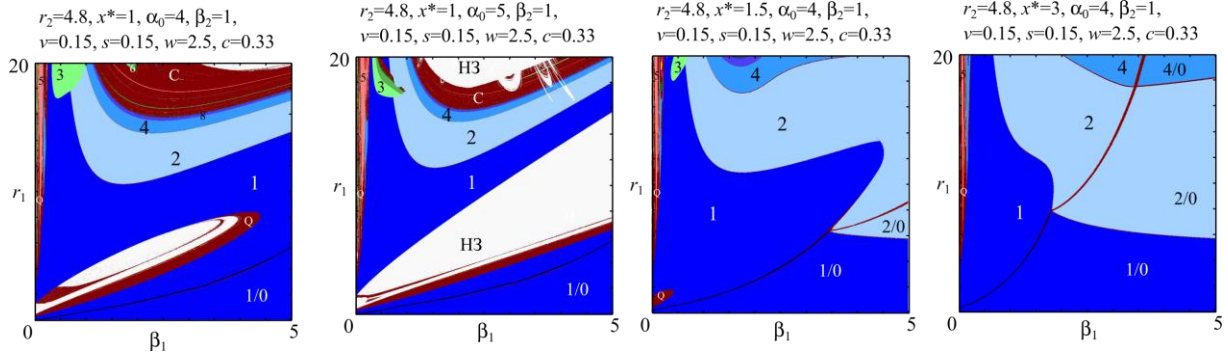 r₂=4.8, x*=1, α₀=4, β₂=1,
v=0.15, s=0.15, w=2.5, c=0.33
20
3
6
5
C
8
4
2
1
r₁
Q
Q
1/0
0
β₁
5
r₂=4.8, x*=1, α₀=5, β₂=1,
v=0.15, s=0.15, w=2.5, c=0.33
20
3
НЗ
C
4
2
1
r₁
Q
НЗ
1/0
0
β₁
5
r₂=4.8, x*=1.5, α₀=4, β₂=1,
v=0.15, s=0.15, w=2.5, c=0.33
20
3
4
2
r₁
Q
1
2/0
Q
1/0
0
β₁
5
r₂=4.8, x*=3, α₀=4, β₂=1,
v=0.15, s=0.15, w=2.5, c=0.33
20
4
4/0
2
r₁
1
2/0
1/0
0
β₁
5